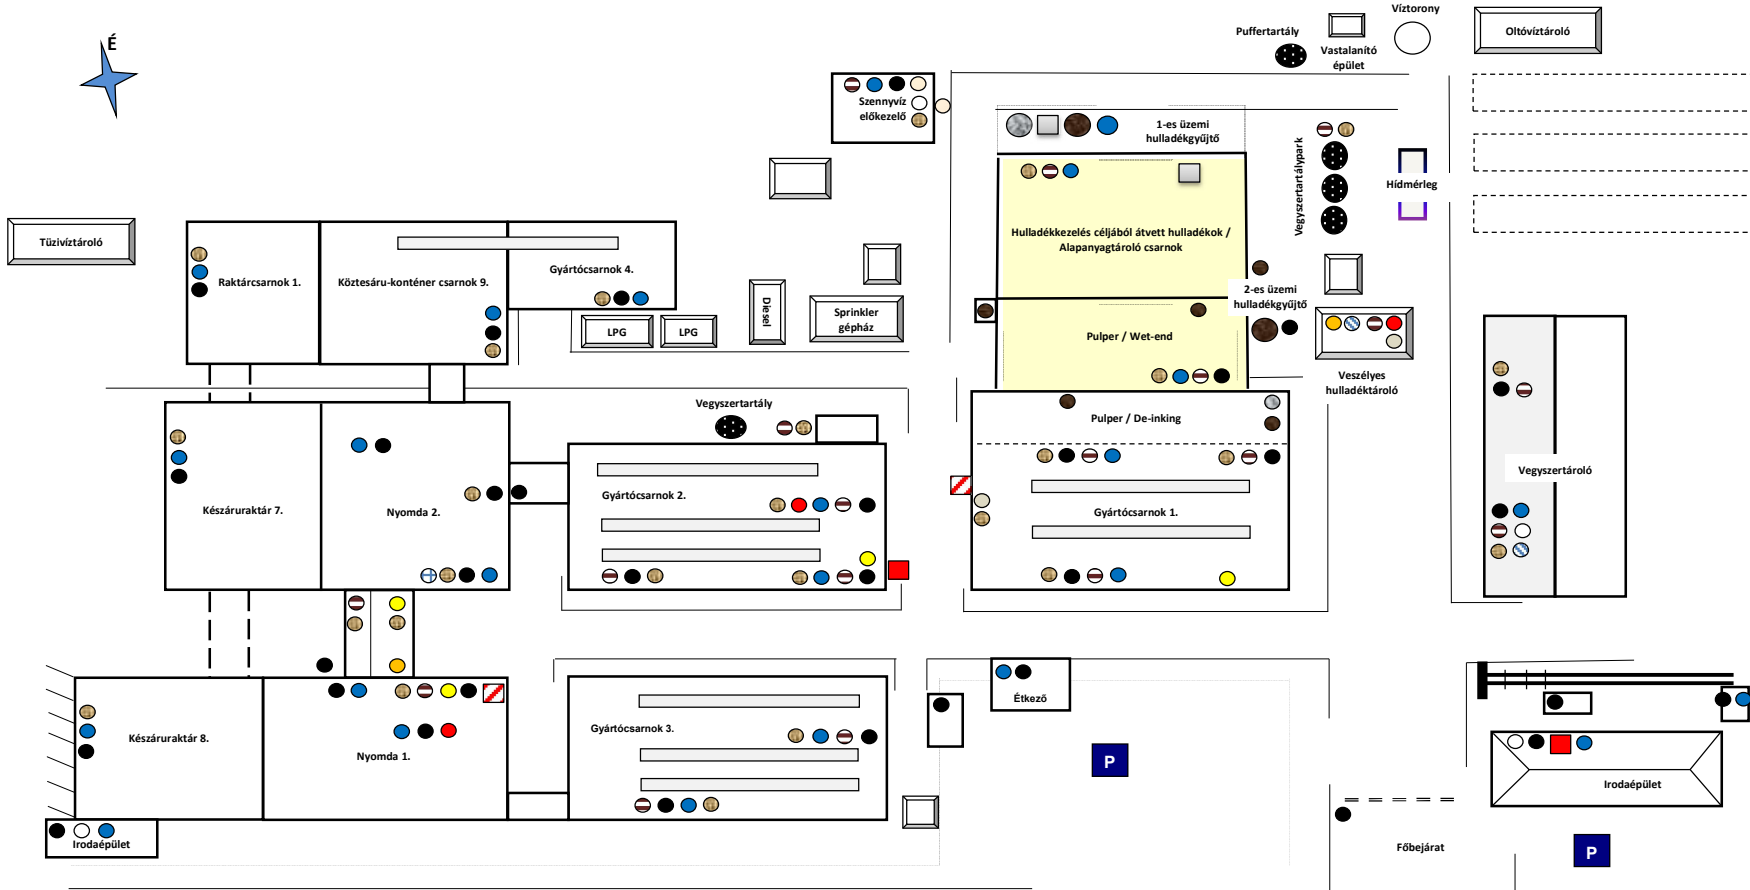 Víztorony
Puffertartály
Oltóvíztároló
É
Vastalanító
épület
Szennyvíz
előkezelő
1-es üzemi
hulladékgyűjtő
Vegyszertartálypark
Hídmérleg
Tüzivíztároló
Hulladékkezelés céljából átvett hulladékok /
Alapanyagtároló csarnok
Raktárcsarnok 1.
Köztesáru-konténer csarnok 9.
Gyártócsarnok 4.
2-es üzemi
hulladékgyűjtő
Diesel
Sprinkler
gépház
LPG
LPG
Pulper / Wet-end
Veszélyes
hulladéktároló
Vegyszertartály
Pulper / De-inking
Vegyszertároló
Gyártócsarnok 2.
Készáruraktár 7.
Nyomda 2.
Gyártócsarnok 1.
Étkező
Készáruraktár 8.
Gyártócsarnok 3.
Nyomda 1.
P
Irodaépület
Irodaépület
Főbejárat
P